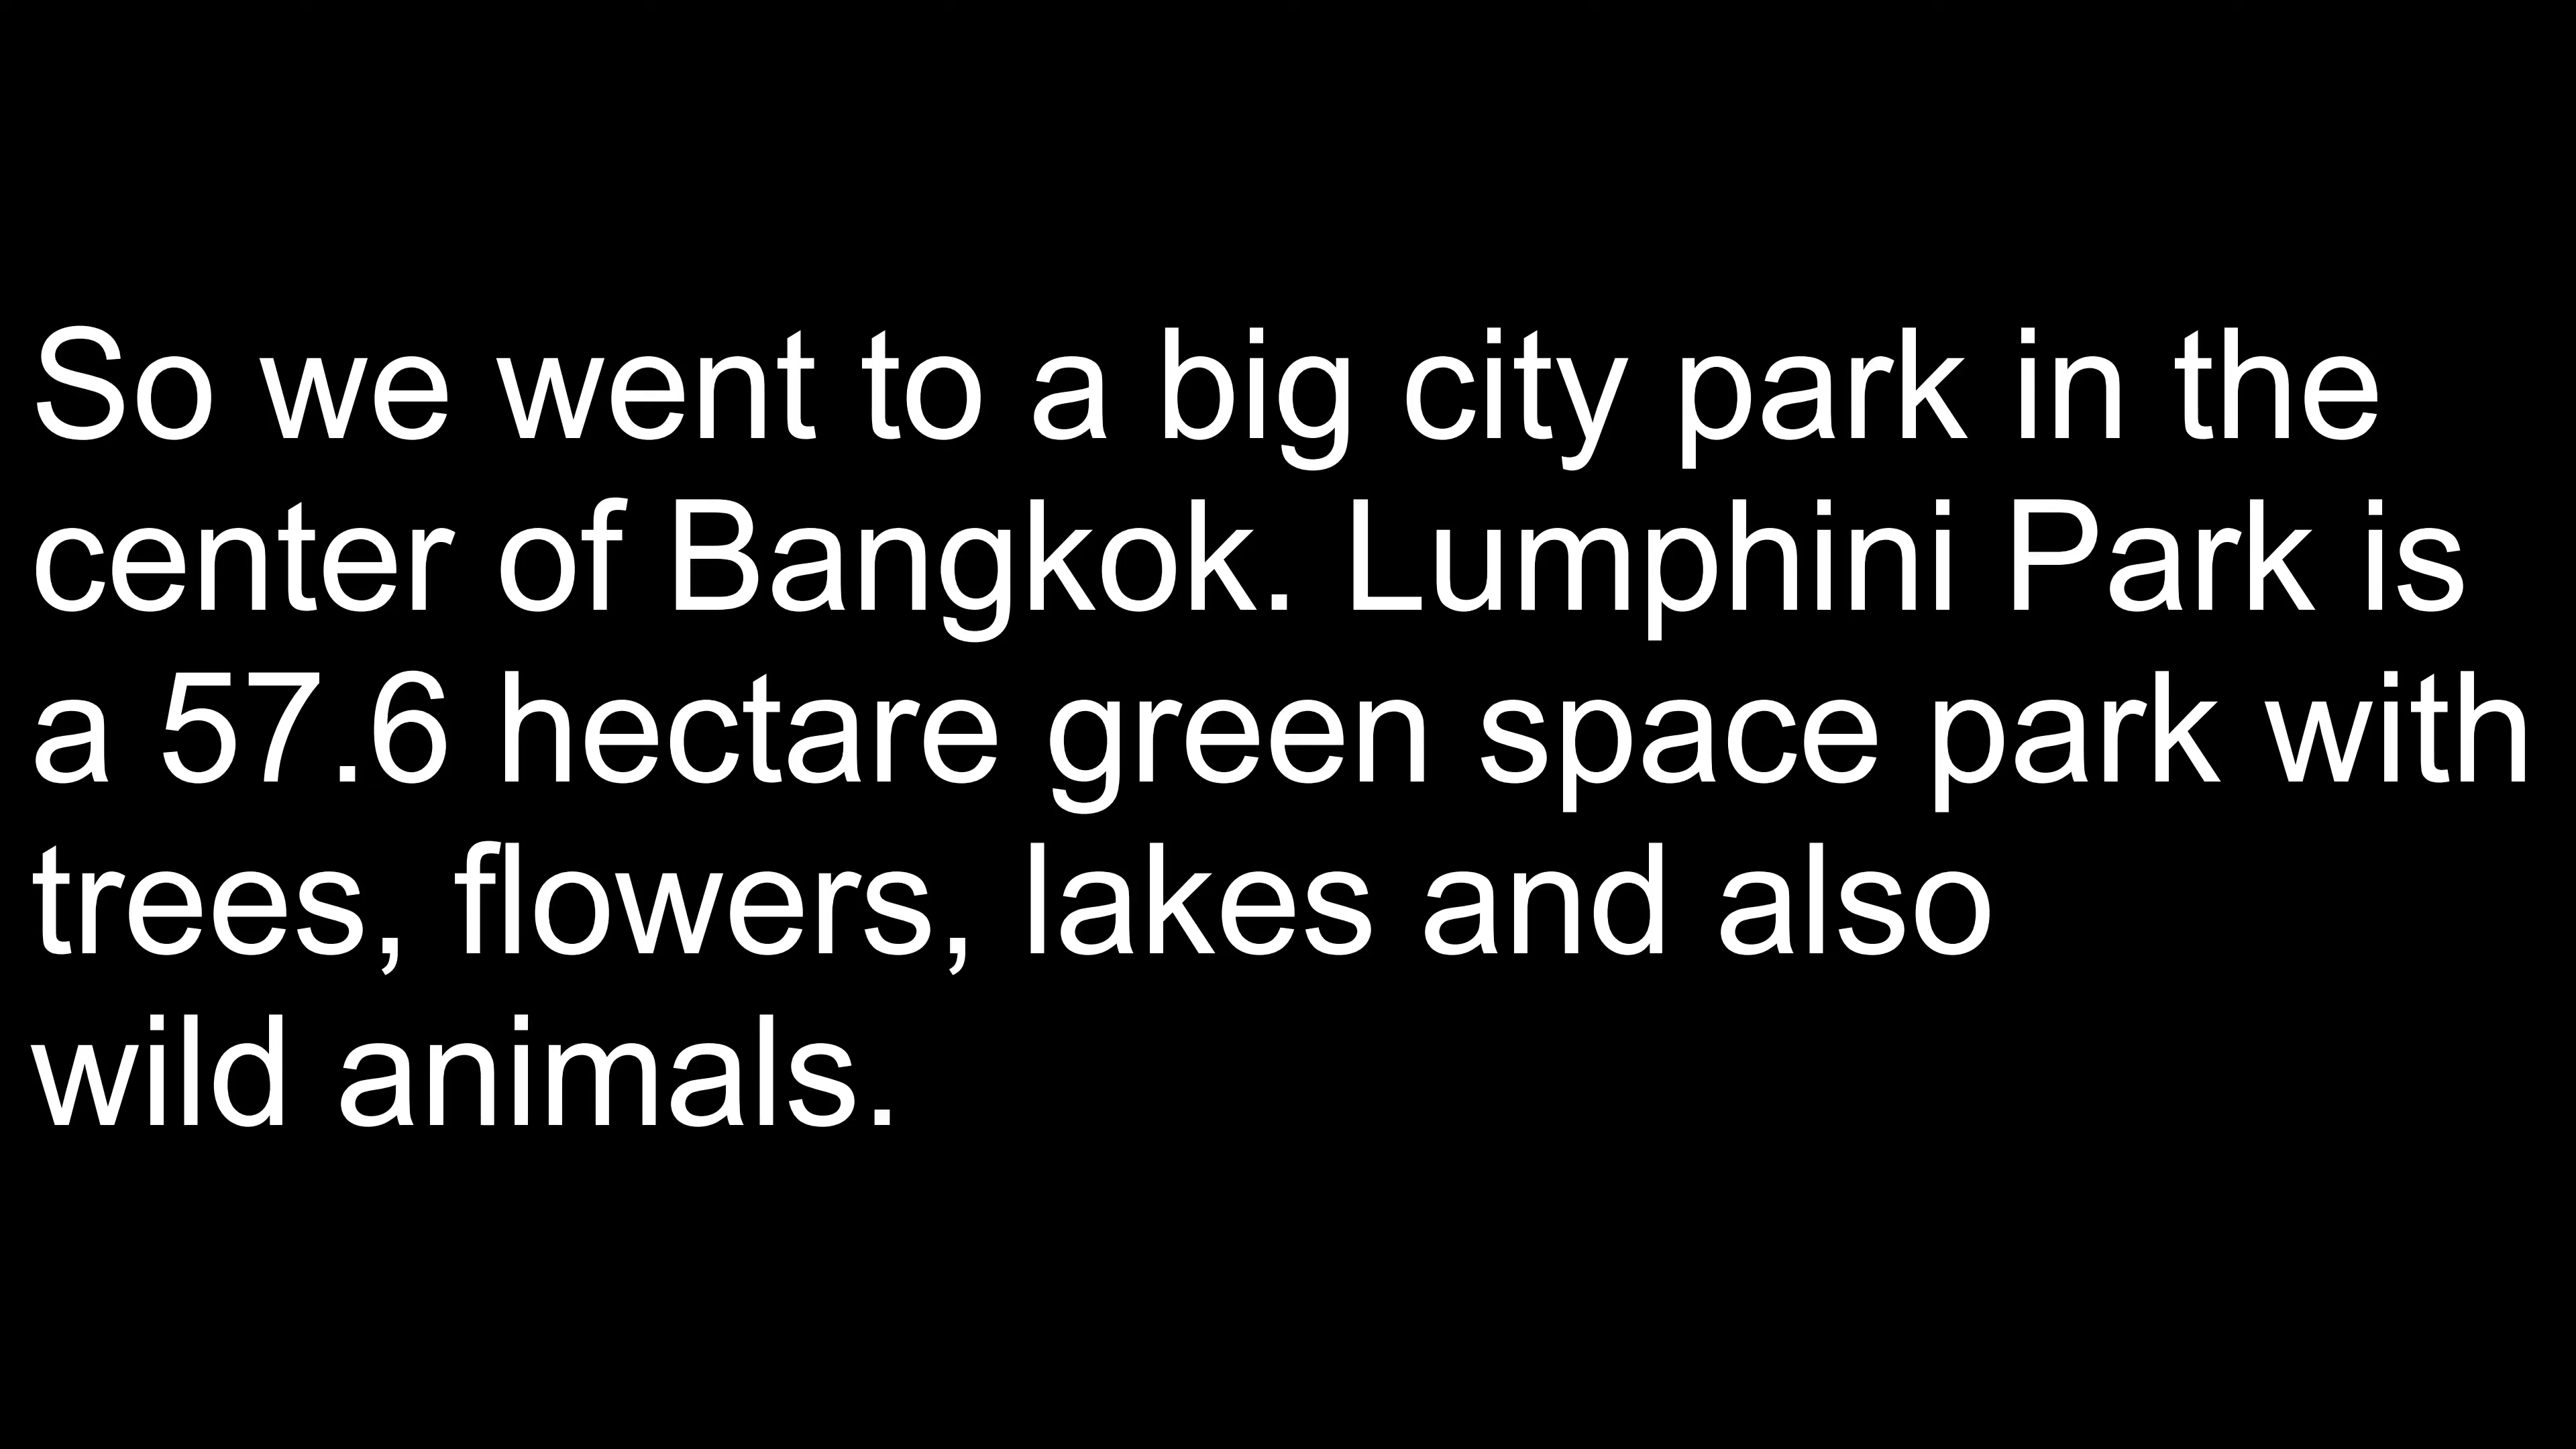 So we went to a big city park in the
center of Bangkok. Lumphini Park is
a 57.6 hectare green space park with
trees, flowers, lakes and also
wild animals.